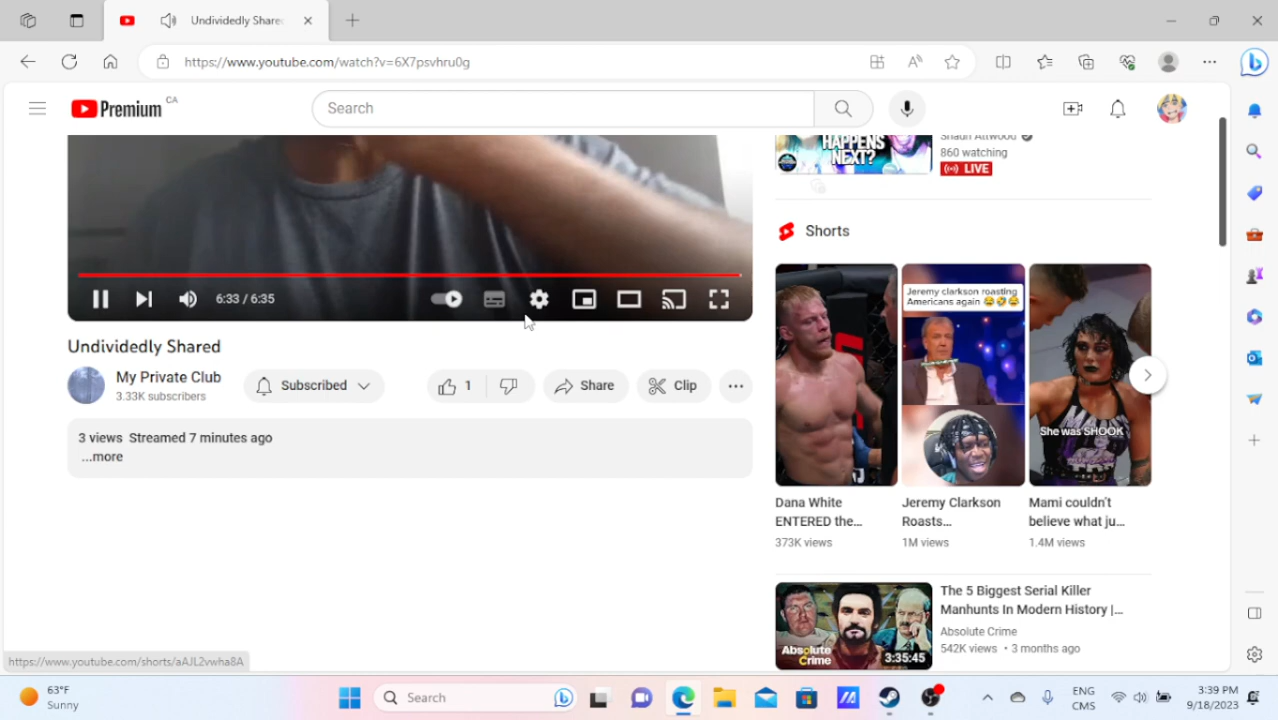 Undividedly Share
https://www.youtube.com/watch?v=6X7psvhru0g
Premium CA
Search
HAPPENS
NEXT?
Shaun Attwood
860 watching
LIVE
Shorts
6:33 / 6:35
Jeremy clarkson roasting
Americans again 😂🤣😂
She was SHOOK
Undividedly Shared
My Private Club
3.33K subscribers
Subscribed
1
Share
Clip
3 views Streamed 7 minutes ago
...more
Dana White
ENTERED the...
373K views
Jeremy Clarkson
Roasts...
1M views
Mami couldn't
believe what ju...
1.4M views
Absolute
Crime
3:35:45
The 5 Biggest Serial Killer
Manhunts In Modern History |...
Absolute Crime
542K views • 3 months ago
https://www.youtube.com/shorts/aAJL2vwha8A
63°F
Sunny
Search
ENG
CMS
3:39 PM
9/18/2023